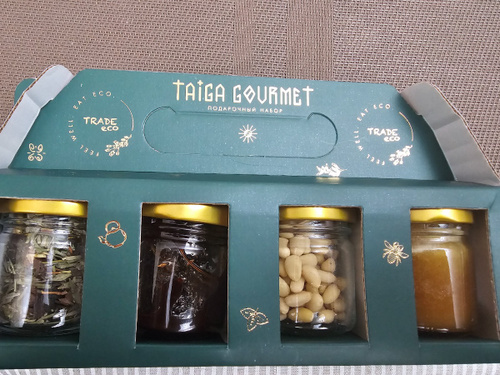 TAIGA GOURMET
ПОДАРОЧНЫЙ НАБОР
FEEL WELL. EAT ECO.
TRADE
eco
FEEL WELL. EAT ECO.
TRADE
eco